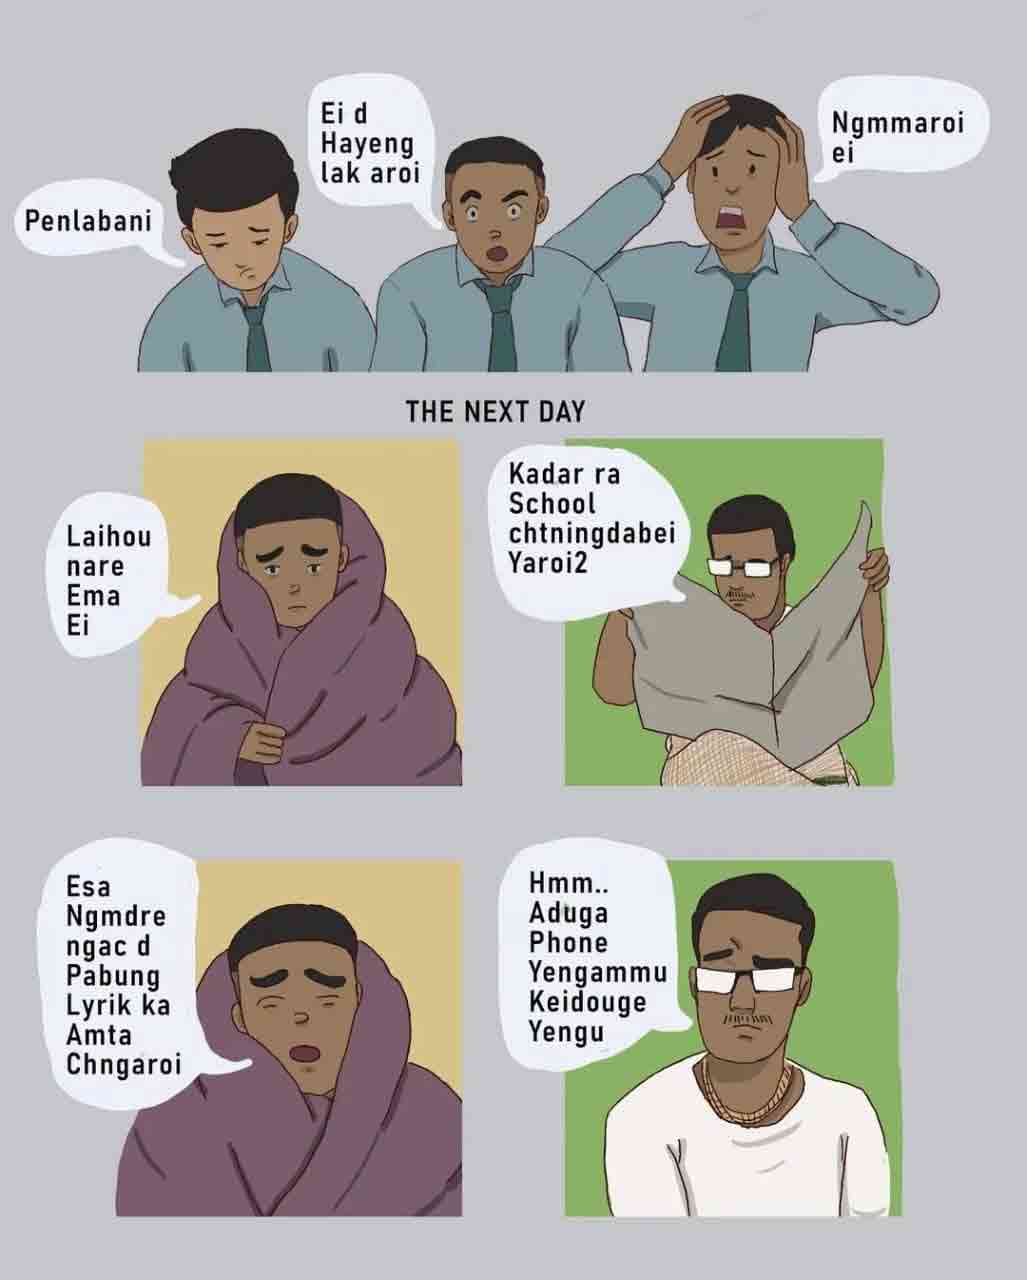 Penlabani
Ei d
Hayeng
lak aroi
Ngmmaroi
ei
THE NEXT DAY
Laihou
nare
Ema
Ei
Kadar ra
School
chtningdabei
Yaroi2
Esa
Ngmdre
ngac d
Pabung
Lyrik ka
Amta
Chngaroi
Hmm..
Aduga
Phone
Yengammu
Keidouge
Yengu